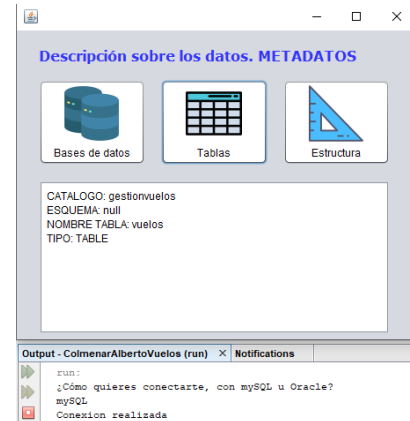 Descripción sobre los datos. METADATOS
Bases de datos
Tablas
Estructura
CATALOGO: gestionvuelos
ESQUEMA: null
NOMBRE TABLA: vuelos
TIPO: TABLE
Output - ColmenarAlbertoVuelos (run) × Notifications
run:
¿Cómo quieres conectarte, con mySQL u Oracle?
mySQL
Conexion realizada